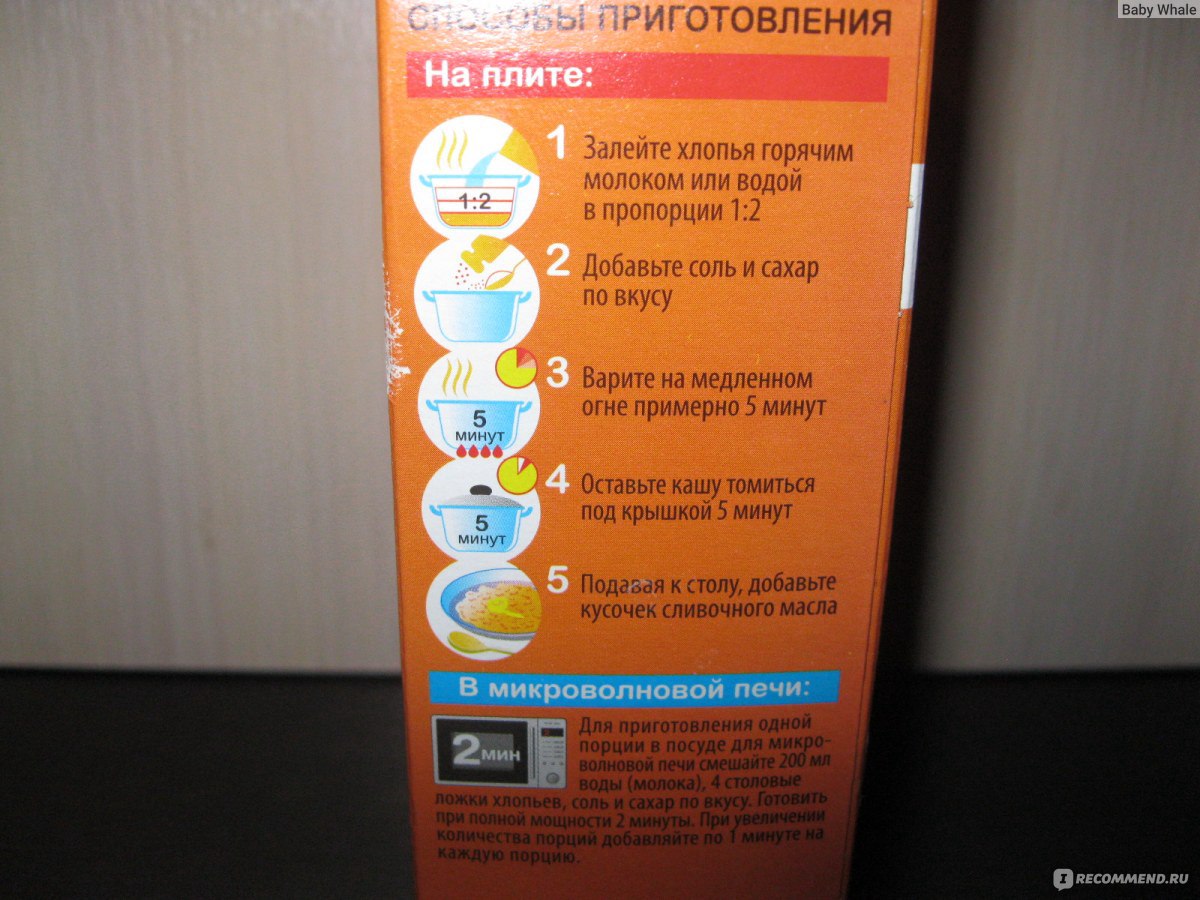 Baby Whale
СПОСОБЫ ПРИГОТОВЛЕНИЯ
На плите:
1 Залейте хлопья горячим
молоком или водой
в пропорции 1:2
1:2
2 Добавьте соль и сахар
по вкусу
3 Варите на медленном
огне примерно 5 минут
5
минут
4 Оставьте кашу томиться
под крышкой 5 минут
5
минут
5 Подавая к столу, добавьте
кусочек сливочного масла
В микроволновой печи:
2 мин
Для приготовления одной
порции в посуде для микро-
волновой печи смешайте 200 мл
воды (молока), 4 столовые
ложки хлопьев, соль и сахар по вкусу. Готовить
при полной мощности 2 минуты. При увеличении
количества порций добавляйте по 1 минуте на
каждую порцию.
IRECOMMEND.RU